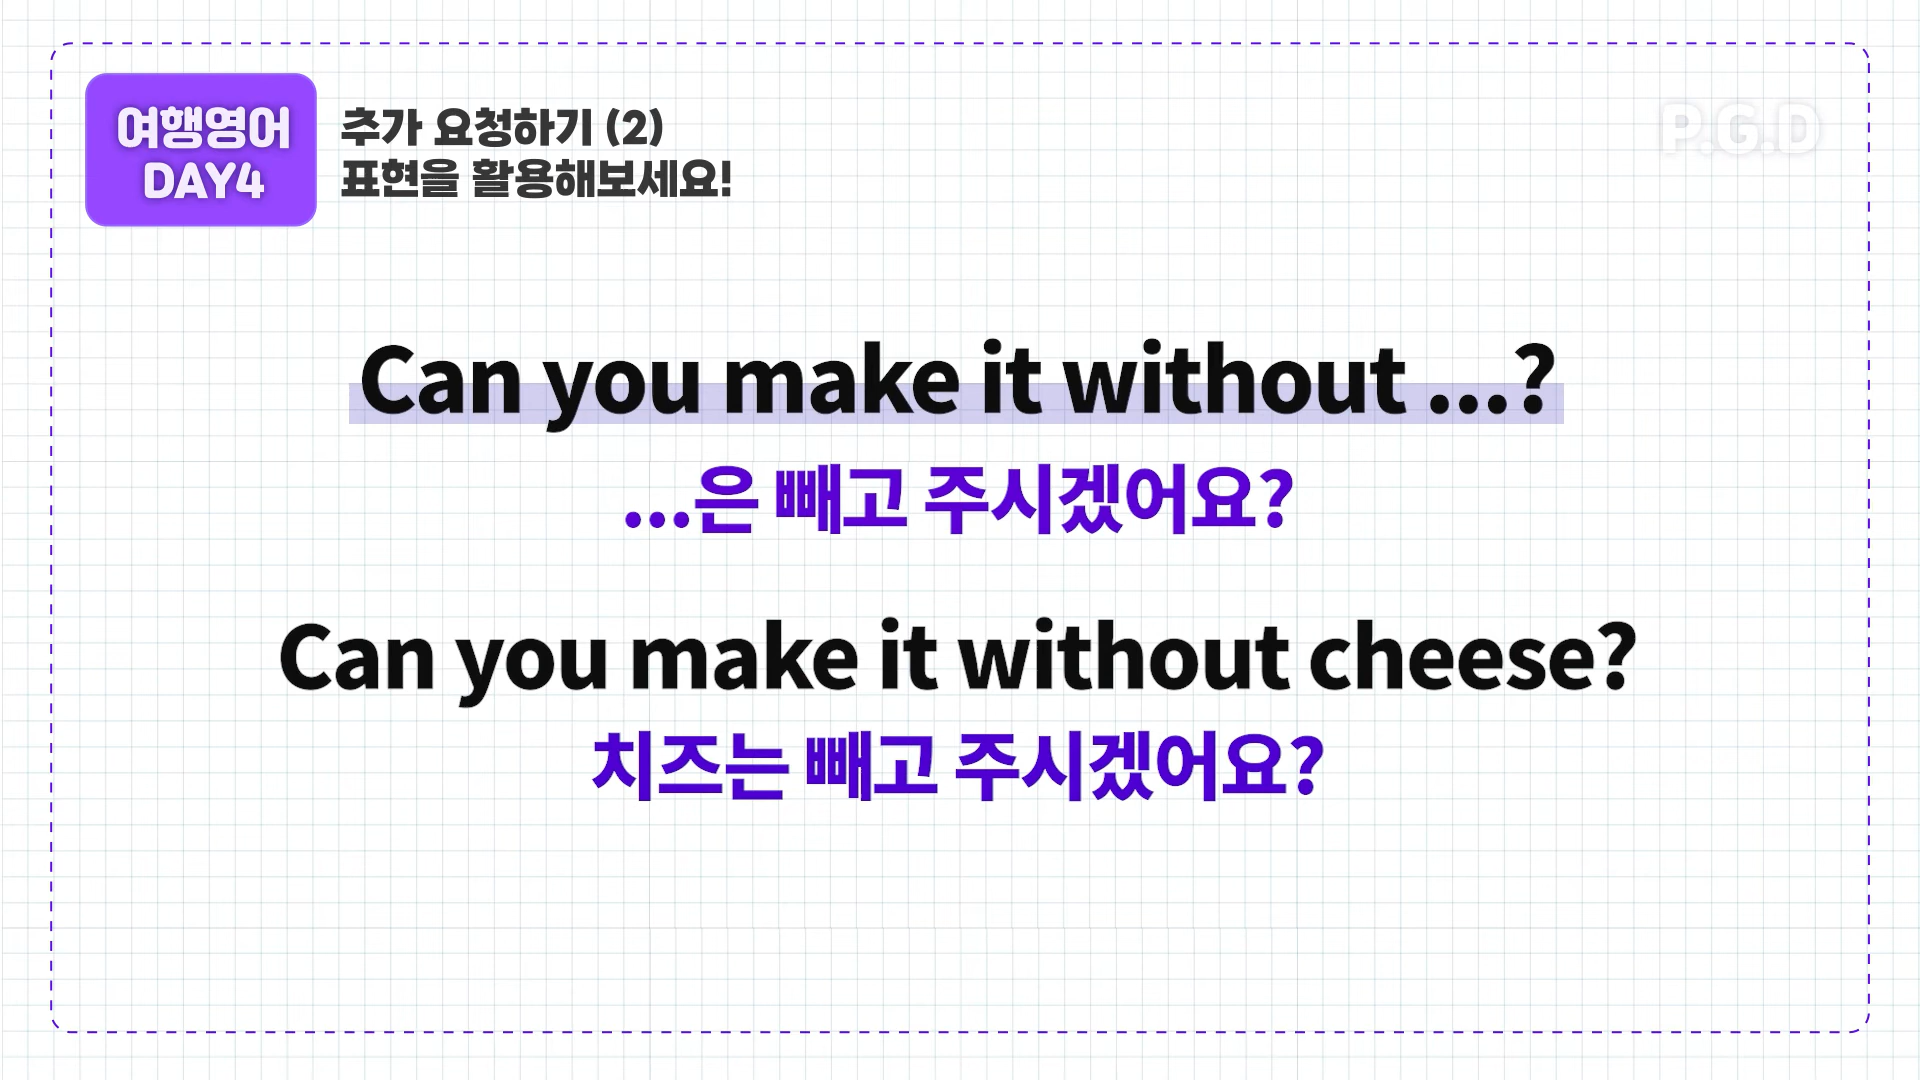 여행영어
DAY4
추가 요청하기 (2)
표현을 활용해보세요!
P.G.D
Can you make it without ...?
...은 빼고 주시겠어요?
Can you make it without cheese?
치즈는 빼고 주시겠어요?